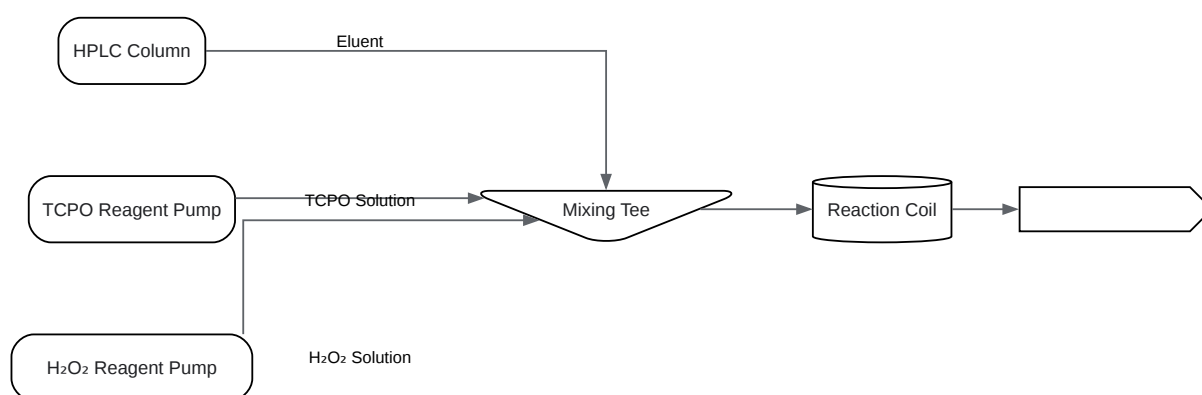 HPLC Column
Eluent
TCPO Reagent Pump
TCPO Solution
Mixing Tee
Reaction Coil
H₂O₂ Reagent Pump
H₂O₂ Solution